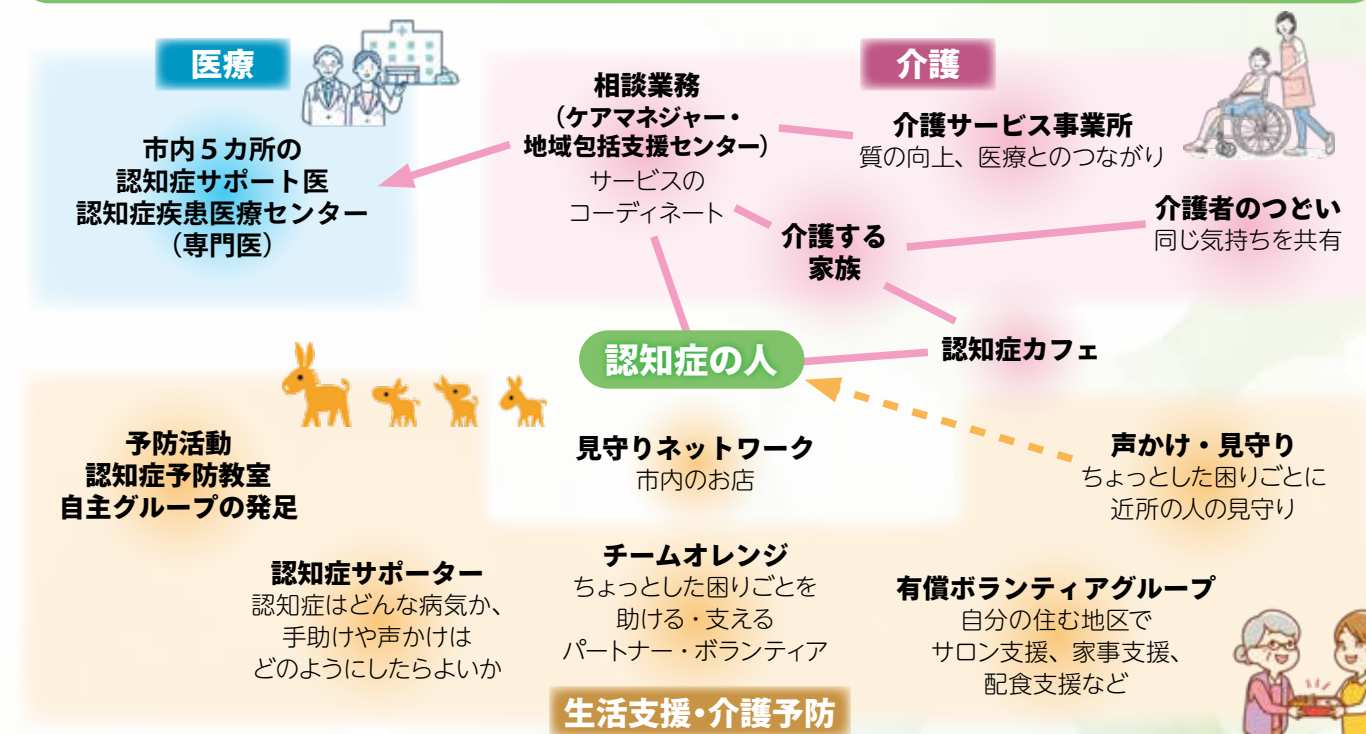 医療
市内5カ所の
認知症サポート医
認知症疾患医療センター
（専門医）
介護
相談業務
（ケアマネジャー・
地域包括支援センター）
サービスの
コーディネート
介護サービス事業所
質の向上、医療とのつながり
介護する
家族
介護者のつどい
同じ気持ちを共有
認知症の人
認知症カフェ
予防活動
認知症予防教室
自主グループの発足
見守りネットワーク
市内のお店
声かけ・見守り
ちょっとした困りごとに
近所の人の見守り
認知症サポーター
認知症はどんな病気か、
手助けや声かけは
どのようにしたらよいか
チームオレンジ
ちょっとした困りごとを
助ける・支える
パートナー・ボランティア
有償ボランティアグループ
自分の住む地区で
サロン支援、家事支援、
配食支援など
生活支援・介護予防